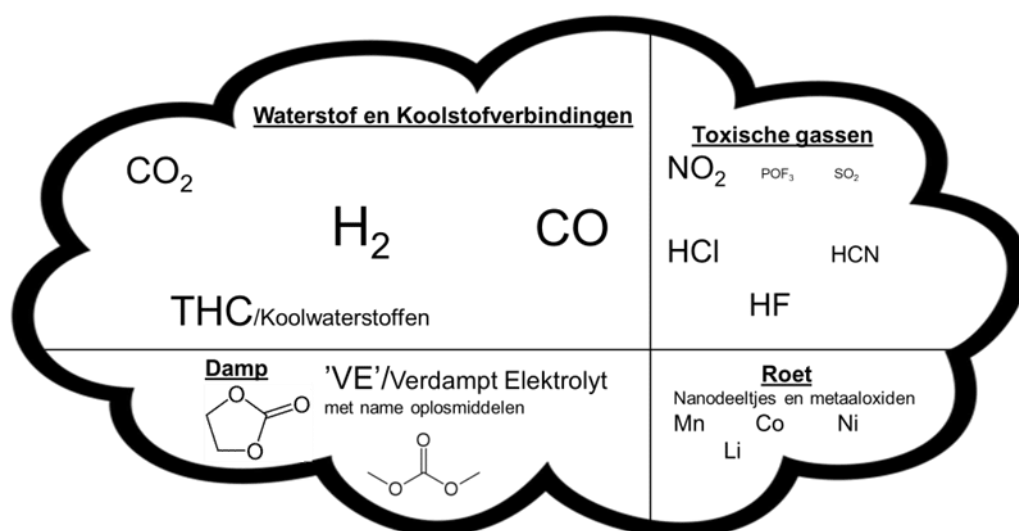 Waterstof en Koolstofverbindingen
CO₂
H₂
CO
THC/Koolwaterstoffen
Toxische gassen
NO₂ POF₃ SO₂
HCl HCN
HF
Damp
O
O
O
'VE'/Verdampt Elektrolyt
met name oplosmiddelen
O
O O
Roet
Nanodeeltjes en metaaloxiden
Mn Co Ni
Li